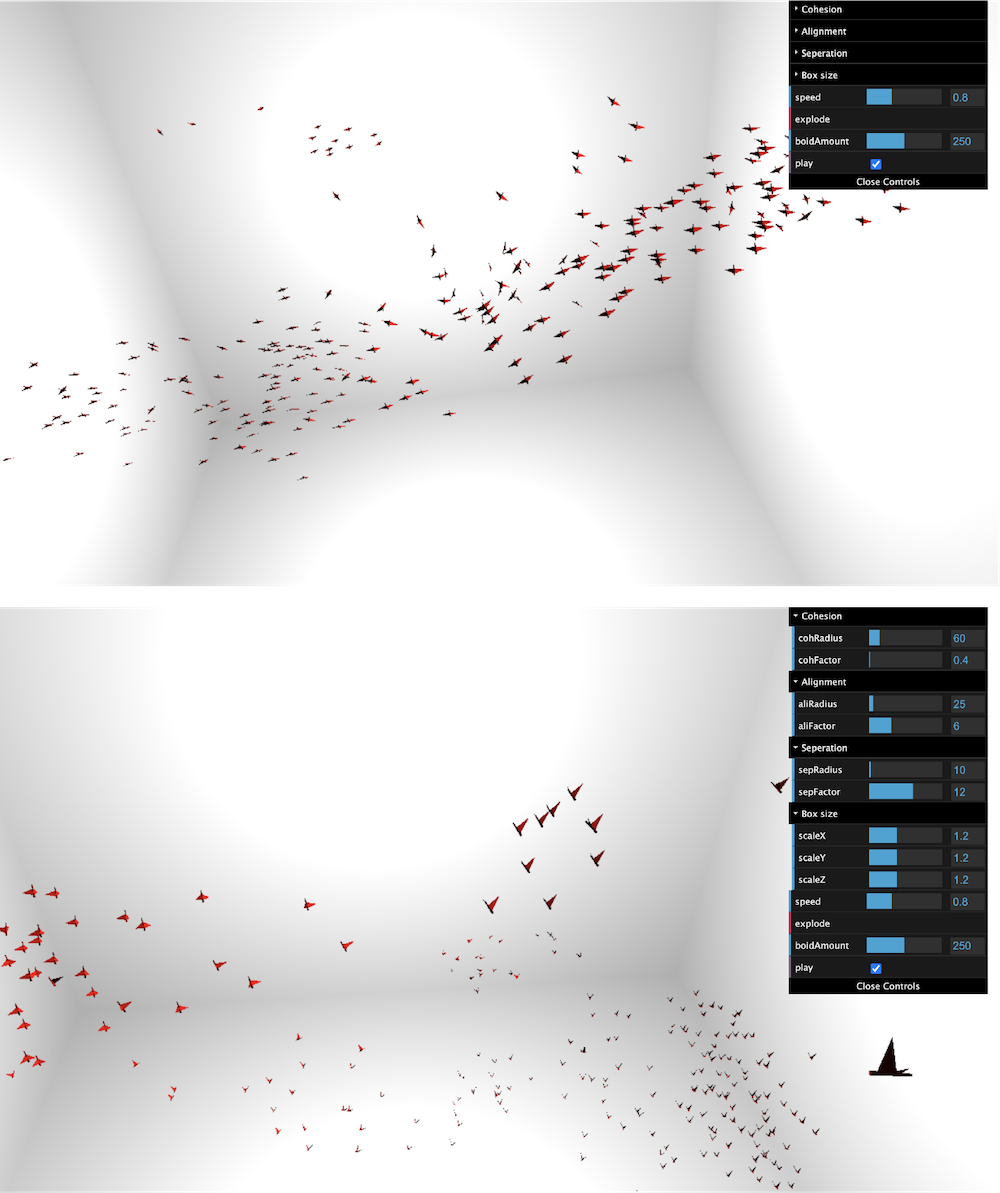 Cohesion
Alignment
Seperation
Box size
speed 0.8
explode
boidAmount 250
play
Close Controls
Cohesion
cohRadius 60
cohFactor 0.4
Alignment
aliRadius 25
aliFactor 6
Seperation
sepRadius 10
sepFactor 12
Box size
scaleX 1.2
scaleY 1.2
scaleZ 1.2
speed 0.8
explode
boidAmount 250
play
Close Controls